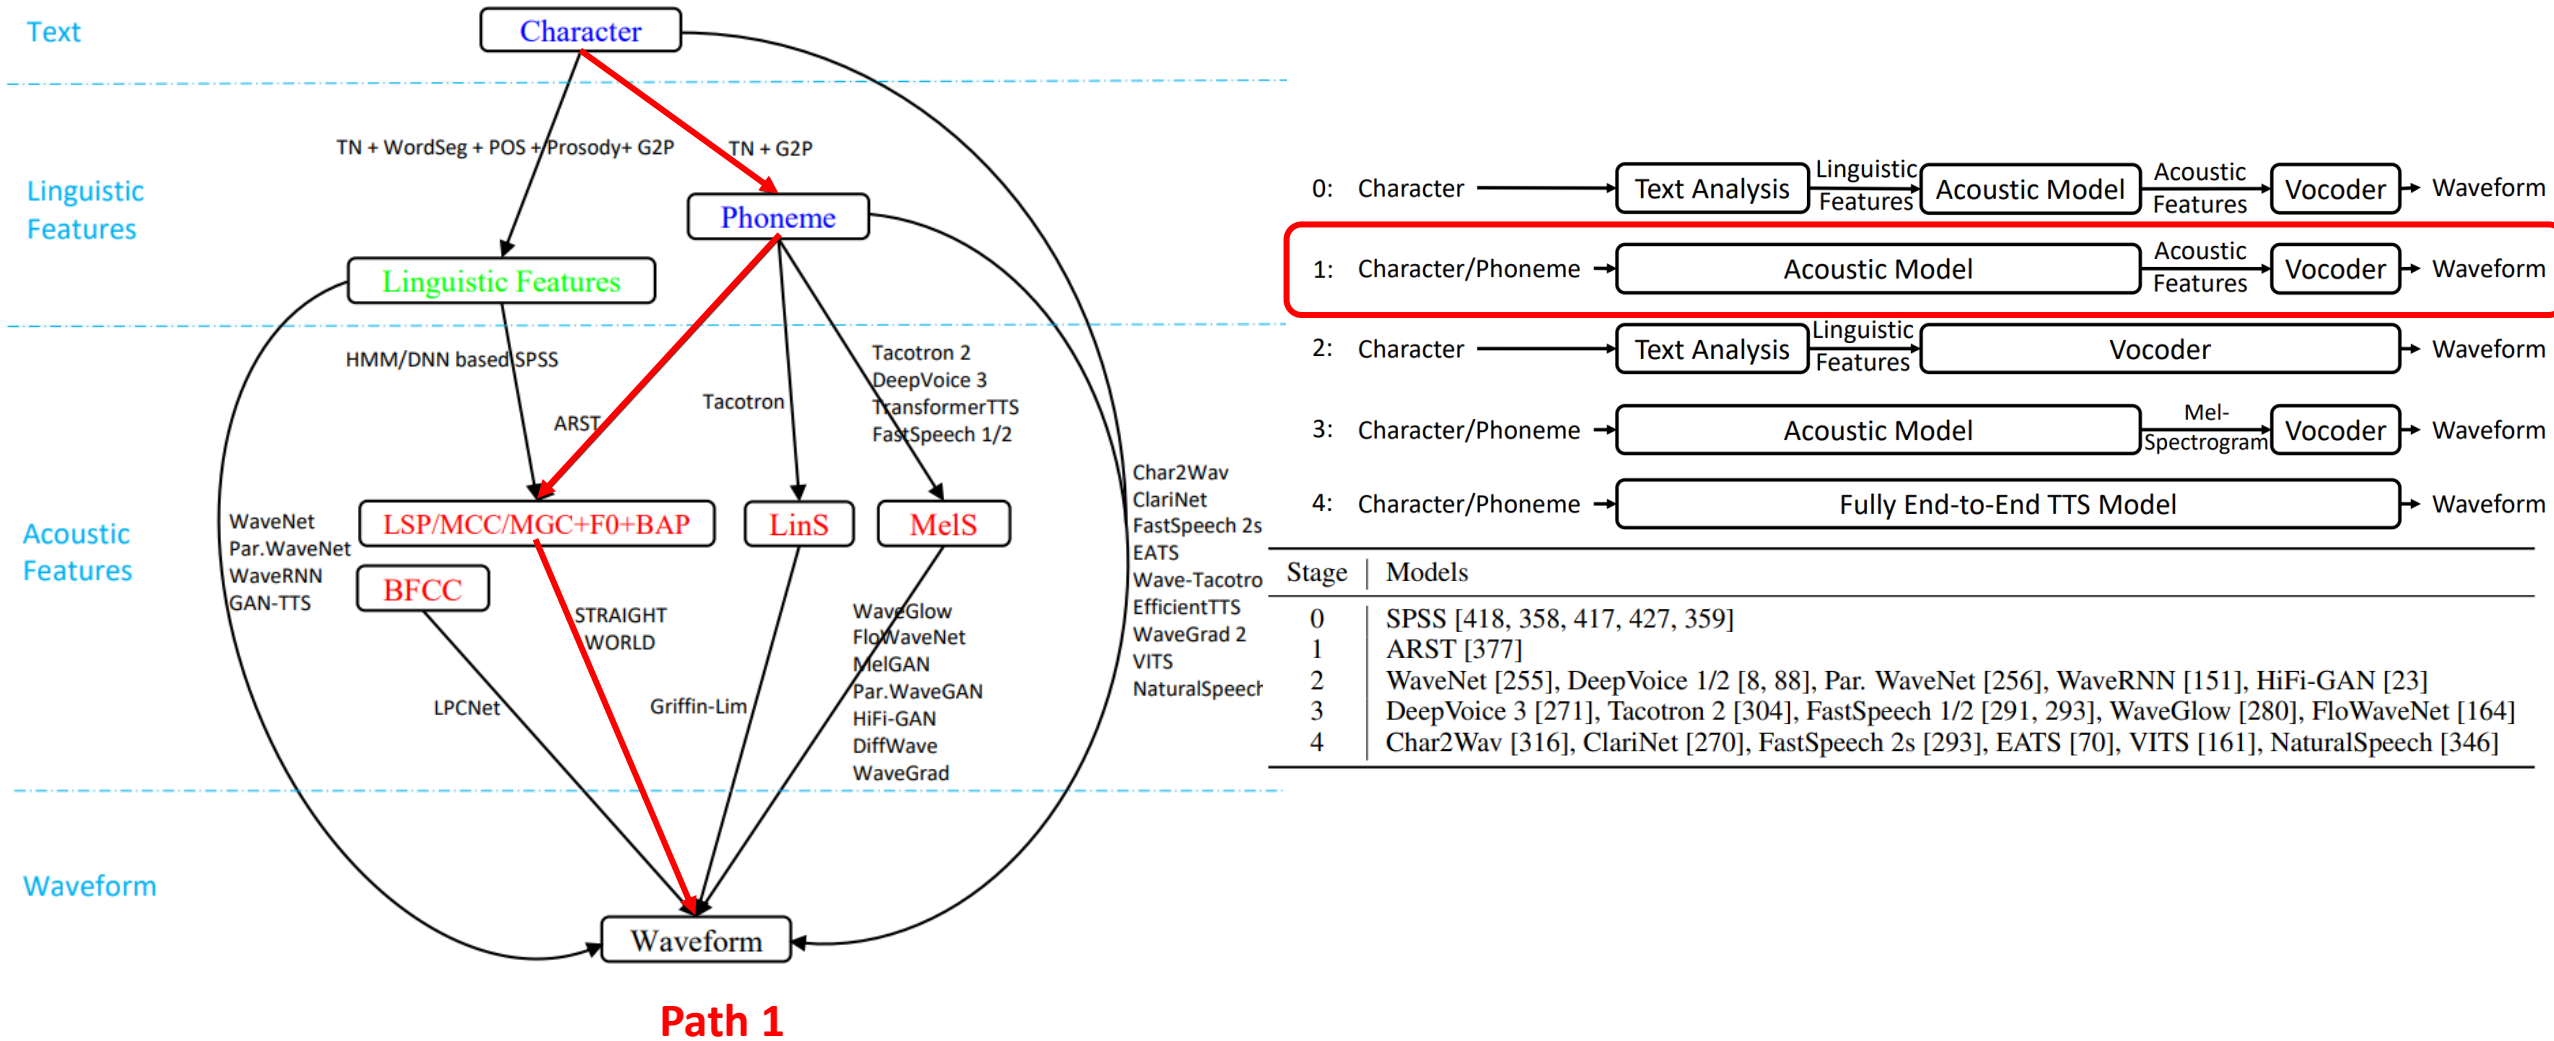 Text
Character
TN + WordSeg + POS + Prosody+ G2P
TN + G2P
Linguistic
Features
Phoneme
Linguistic Features
HMM/DNN based SPSS
ARST
Tacotron
Tacotron 2
DeepVoice 3
TransformerTTS
FastSpeech 1/2
Acoustic
Features
LSP/MCC/MGC+F0+BAP
LinS
MelS
BFCC
WaveNet
Par.WaveNet
WaveRNN
GAN-TTS
STRAIGHT
WORLD
LPCNet
Griffin-Lim
WaveGlow
FloWaveNet
MelGAN
Par.WaveGAN
HiFi-GAN
DiffWave
WaveGrad
Char2Wav
ClariNet
FastSpeech 2s
EATS
Wave-Tacotro
EfficientTTS
WaveGrad 2
VITS
NaturalSpeech
Waveform
Waveform
Path 1
0: Character Text Analysis Linguistic Features Acoustic Model Acoustic Features Vocoder Waveform
1: Character/Phoneme Acoustic Model Acoustic Features Vocoder Waveform
2: Character Text Analysis Linguistic Features Vocoder Waveform
3: Character/Phoneme Acoustic Model Mel-Spectrogram Vocoder Waveform
4: Character/Phoneme Fully End-to-End TTS Model Waveform
Stage Models
0 SPSS [418, 358, 417, 427, 359]
1 ARST [377]
2 WaveNet [255], DeepVoice 1/2 [8, 88], Par. WaveNet [256], WaveRNN [151], HiFi-GAN [23]
3 DeepVoice 3 [271], Tacotron 2 [304], FastSpeech 1/2 [291, 293], WaveGlow [280], FloWaveNet [164]
4 Char2Wav [316], ClariNet [270], FastSpeech 2s [293], EATS [70], VITS [161], NaturalSpeech [346]